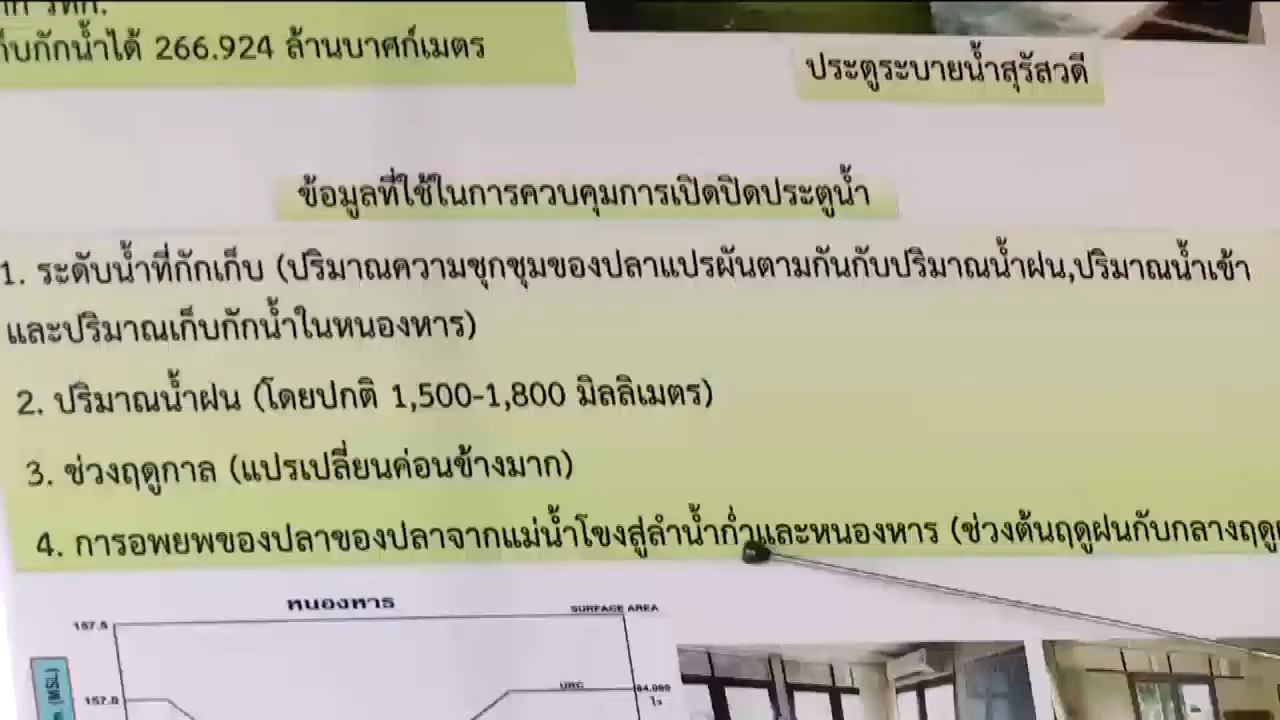 ก็บกักน้ำได้ 266.924 ล้านบาศก์เมตร
ประตูระบายน้ำสุรัสวดี
ข้อมูลที่ใช้ในการควบคุมการเปิดปิดประตูน้ำ
1. ระดับน้ำที่กักเก็บ (ปริมาณความชุกชุมของปลาแปรผันตามกันกับปริมาณน้ำฝน,ปริมาณน้ำเข้า
และปริมาณเก็บกักน้ำในหนองหาร)
2. ปริมาณน้ำฝน (โดยปกติ 1,500-1,800 มิลลิเมตร)
3. ช่วงฤดูกาล (แปรเปลี่ยนค่อนข้างมาก)
4. การอพยพของปลาของปลาจากแม่น้ำโขงสู่ลำน้ำก่ำและหนองหาร (ช่วงต้นฤดูฝนกับกลางฤดู
หนองหาร
SURFACE AREA
157.5
(MSL)
157.0
URC
ไร่